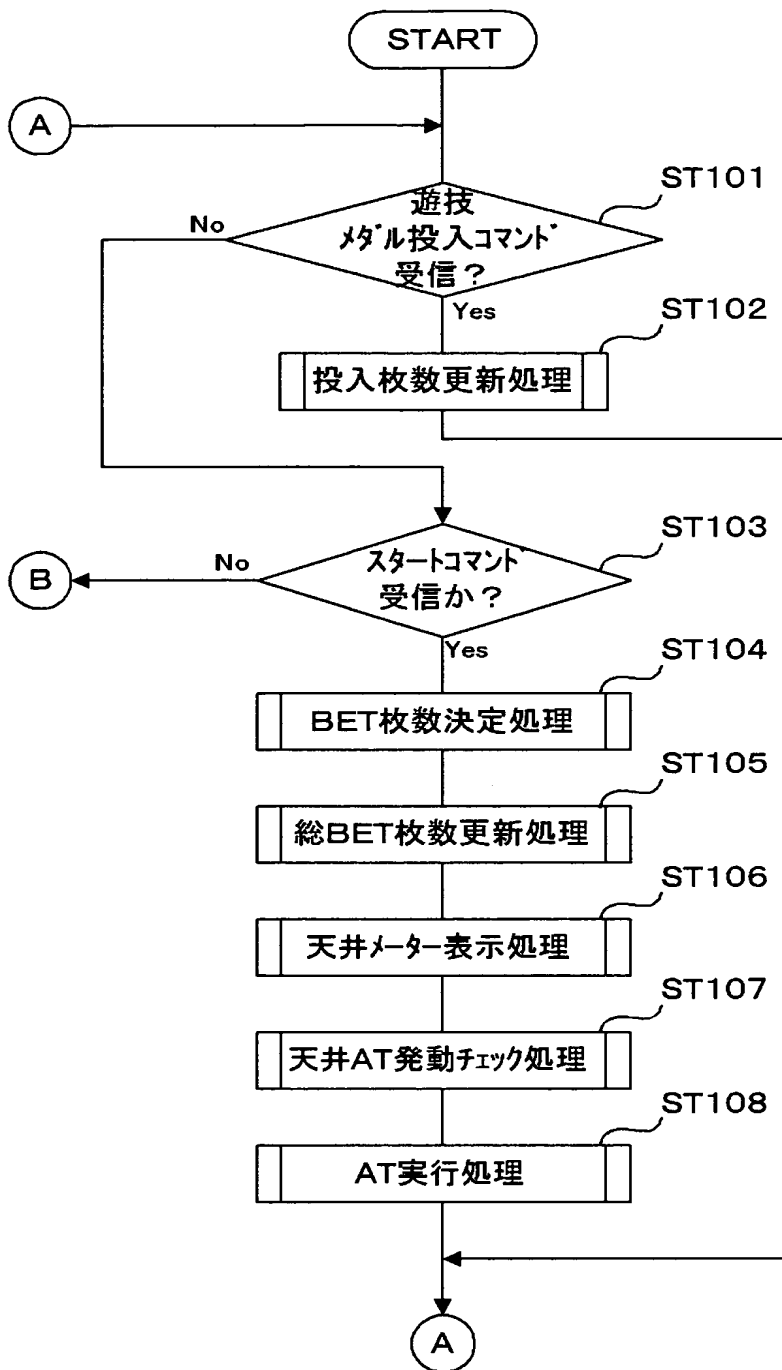 START
A
ST101
遊技
メダル投入コマンド
受信？
No
Yes
ST102
投入枚数更新処理
ST103
スタートコマンド
受信か？
No
B
Yes
ST104
BET枚数決定処理
ST105
総BET枚数更新処理
ST106
天井メーター表示処理
ST107
天井AT発動チェック処理
ST108
AT実行処理
A